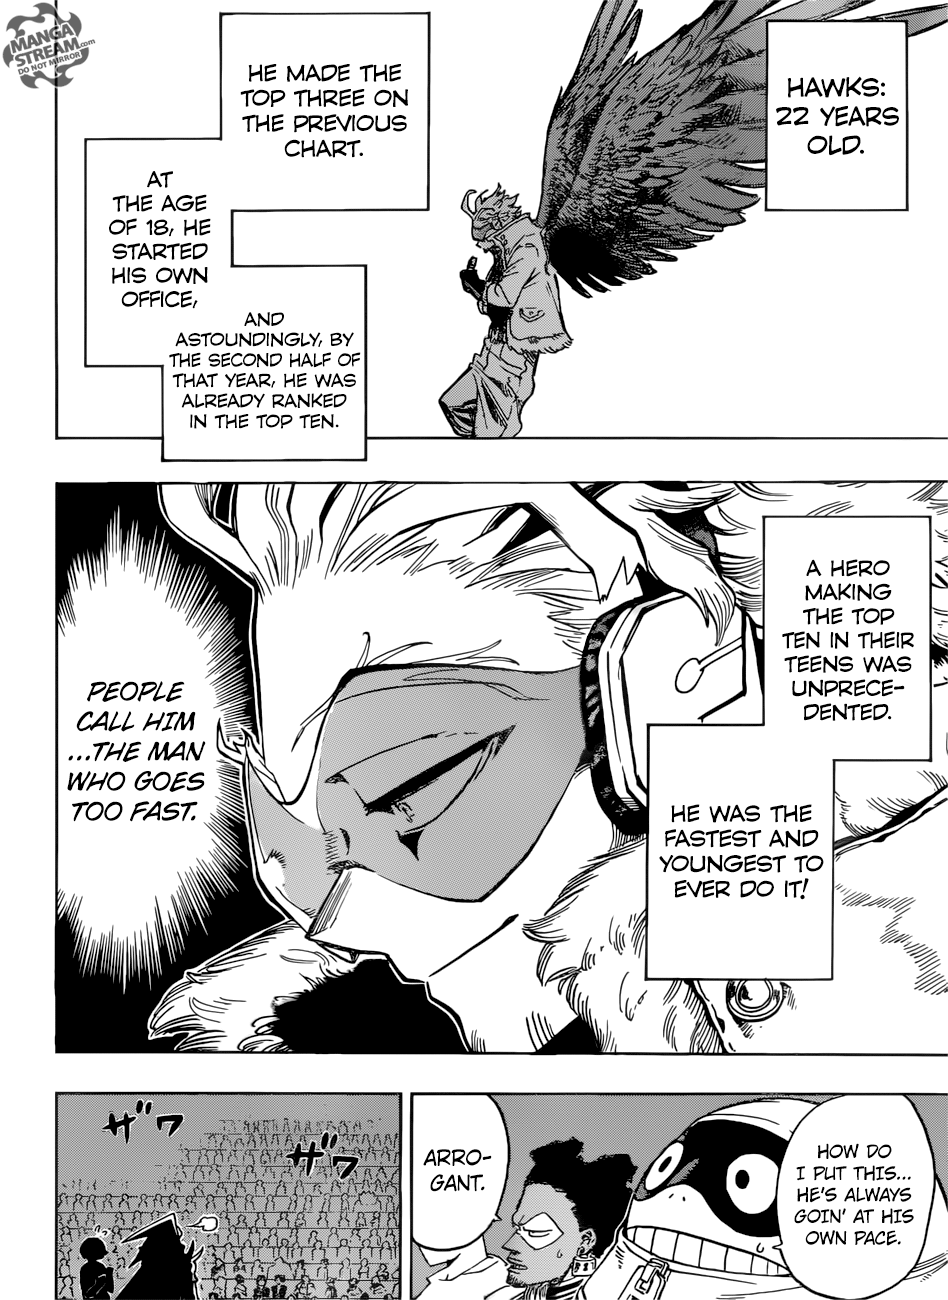 MANGA
STREAM.com
DO NOT MIRROR
HAWKS:
22 YEARS
OLD.
HE MADE THE
TOP THREE ON
THE PREVIOUS
CHART.
AT
THE AGE
OF 18, HE
STARTED
HIS OWN
OFFICE,
AND
ASTOUNDINGLY, BY
THE SECOND HALF OF
THAT YEAR, HE WAS
ALREADY RANKED
IN THE TOP TEN.
A HERO
MAKING
THE TOP
TEN IN THEIR
TEENS WAS
UNPRECE-
DENTED.
HE WAS THE
FASTEST AND
YOUNGEST TO
EVER DO IT!
PEOPLE
CALL HIM
...THE MAN
WHO GOES
TOO FAST.
HOW DO
I PUT THIS...
HE'S ALWAYS
GOIN' AT HIS
OWN PACE.
ARRO-
GANT.
ザワ
ザワ